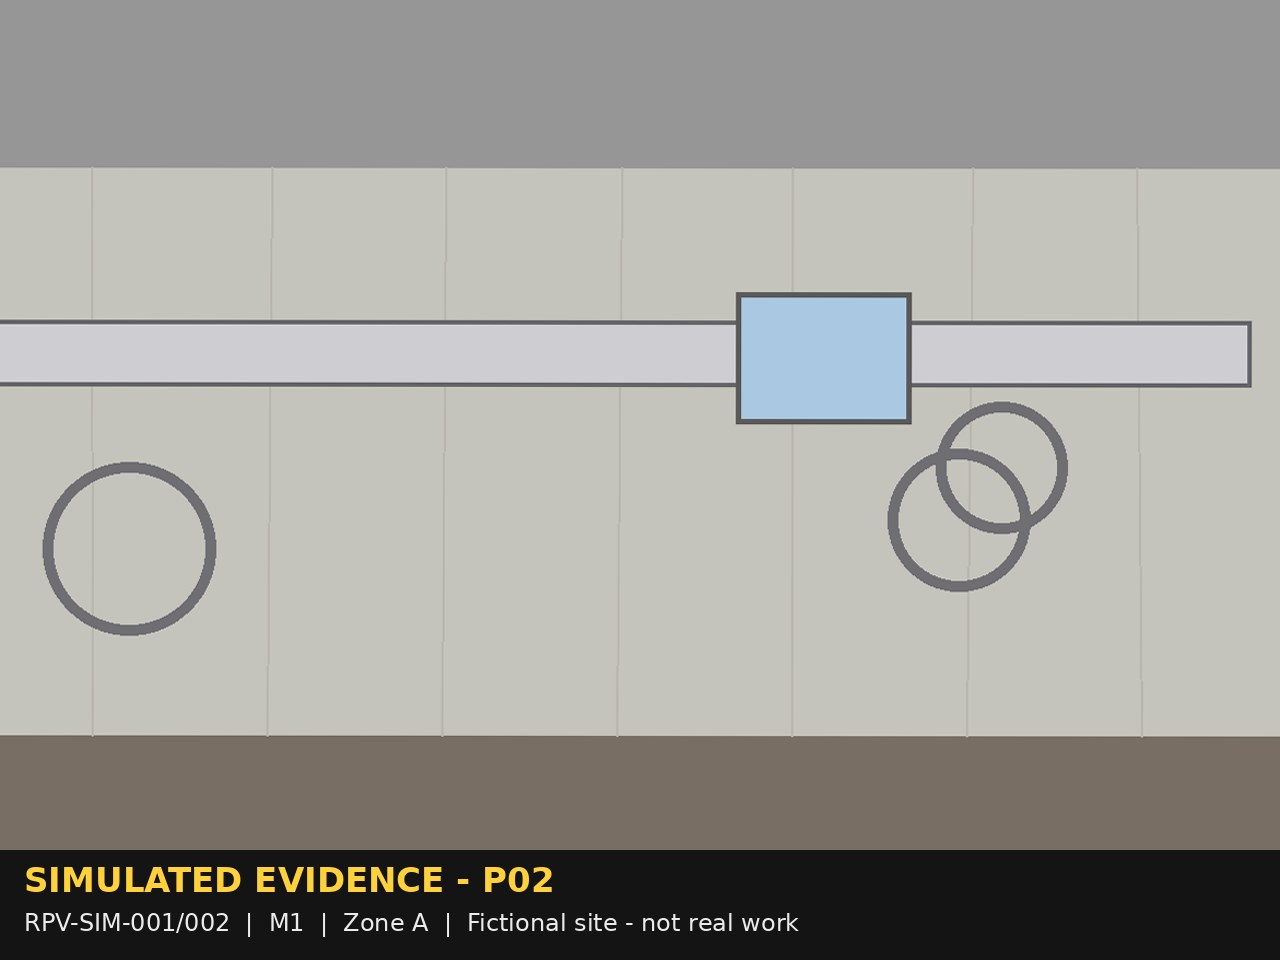 SIMULATED EVIDENCE - P02
RPV-SIM-001/002 | M1 | Zone A | Fictional site - not real work